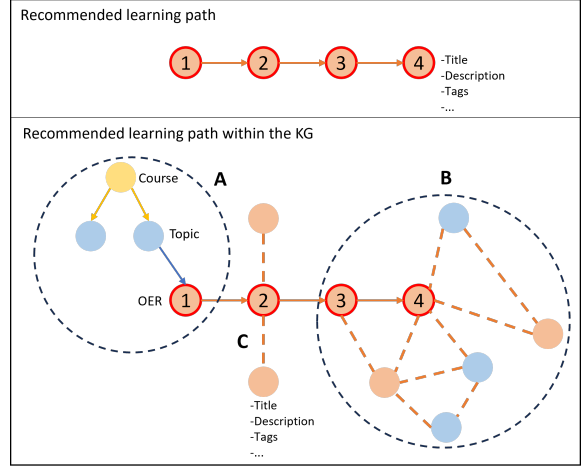 Recommended learning path
1 2 3 4
-Title
-Description
-Tags
-...
Recommended learning path within the KG
A
B
Course
Topic
OER
1 2 3 4
C
-Title
-Description
-Tags
-...